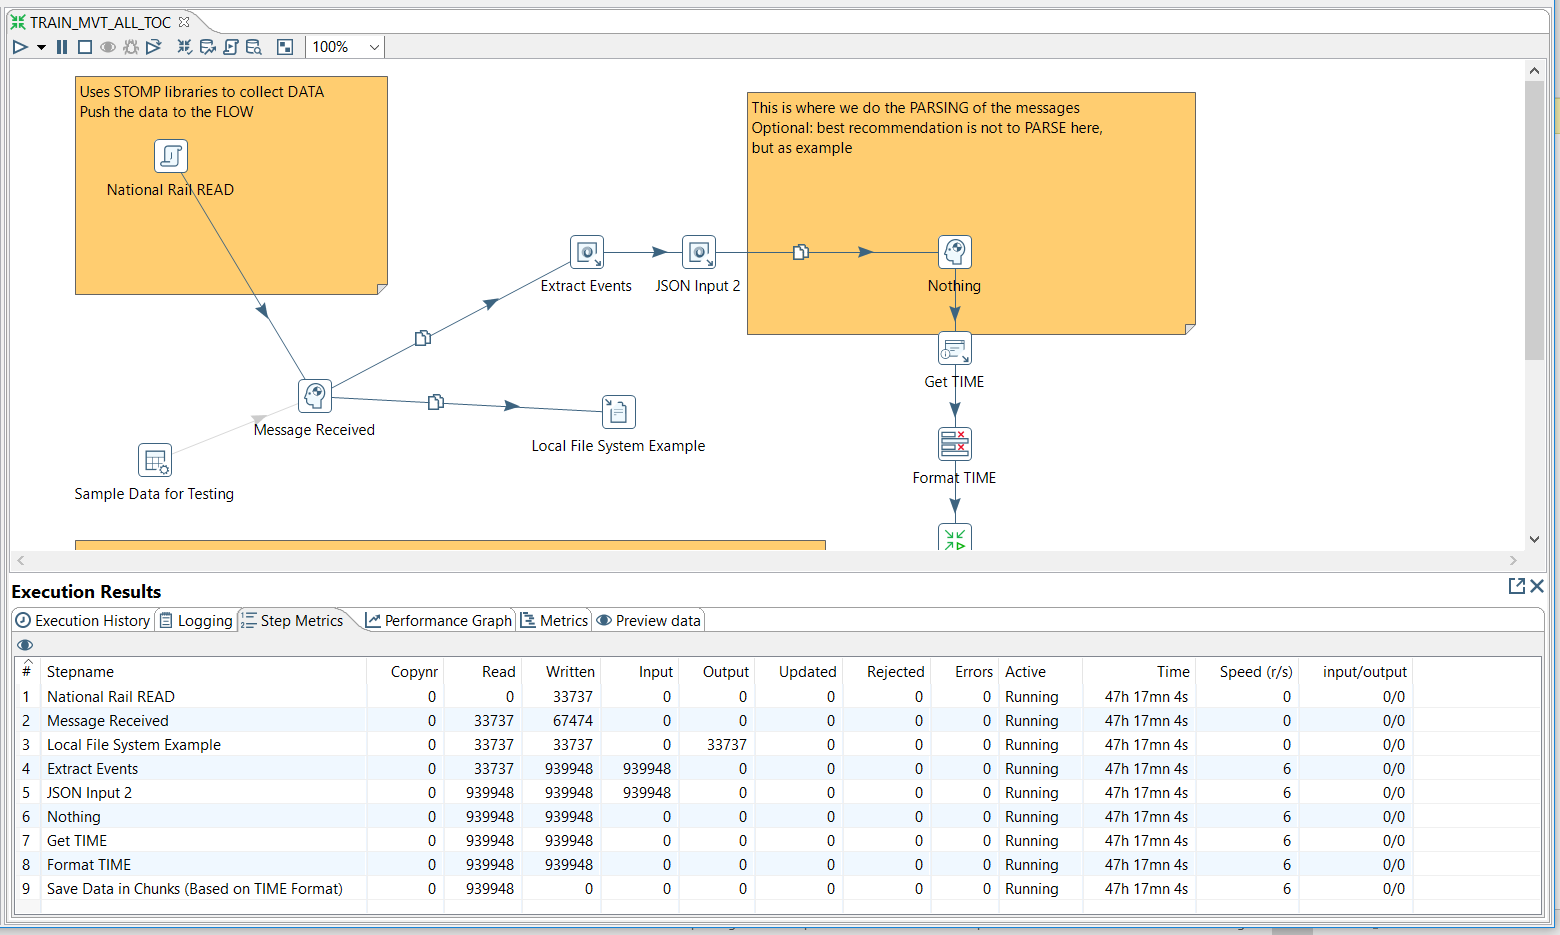 TRAIN_MVT_ALL_TOC
100%
Uses STOMP libraries to collect DATA
Push the data to the FLOW
National Rail READ
This is where we do the PARSING of the messages
Optional: best recommendation is not to PARSE here,
but as example
Extract Events
JSON Input 2
Nothing
Get TIME
Message Received
Local File System Example
Format TIME
Sample Data for Testing
Execution Results
Execution History Logging Step Metrics Performance Graph Metrics Preview data
# Stepname Copynr Read Written Input Output Updated Rejected Errors Active Time Speed (r/s) input/output
1 National Rail READ 0 0 33737 0 0 0 0 0 Running 47h 17mn 4s 0 0/0
2 Message Received 0 33737 67474 0 0 0 0 0 Running 47h 17mn 4s 0 0/0
3 Local File System Example 0 33737 33737 0 33737 0 0 0 Running 47h 17mn 4s 0 0/0
4 Extract Events 0 33737 939948 939948 0 0 0 0 Running 47h 17mn 4s 6 0/0
5 JSON Input 2 0 939948 939948 939948 0 0 0 0 Running 47h 17mn 4s 6 0/0
6 Nothing 0 939948 939948 0 0 0 0 0 Running 47h 17mn 4s 6 0/0
7 Get TIME 0 939948 939948 0 0 0 0 0 Running 47h 17mn 4s 6 0/0
8 Format TIME 0 939948 939948 0 0 0 0 0 Running 47h 17mn 4s 6 0/0
9 Save Data in Chunks (Based on TIME Format) 0 939948 0 0 0 0 0 0 Running 47h 17mn 4s 6 0/0